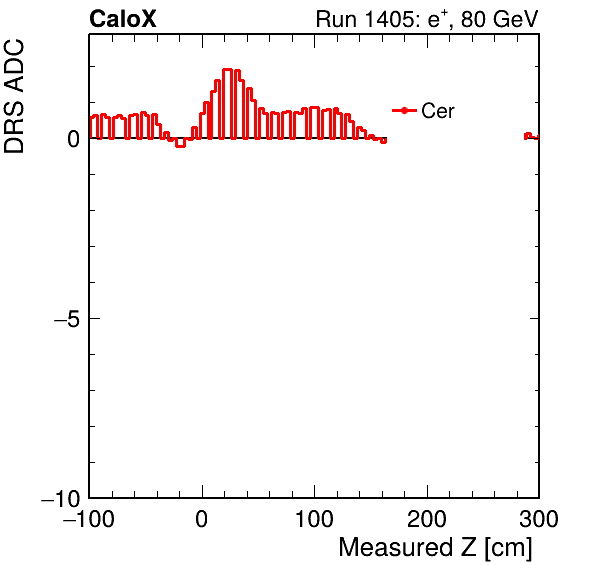 CaloX Run 1405: e⁺, 80 GeV
DRS ADC
Cer
0
−5
−10
−100 0 100 200 300
Measured Z [cm]